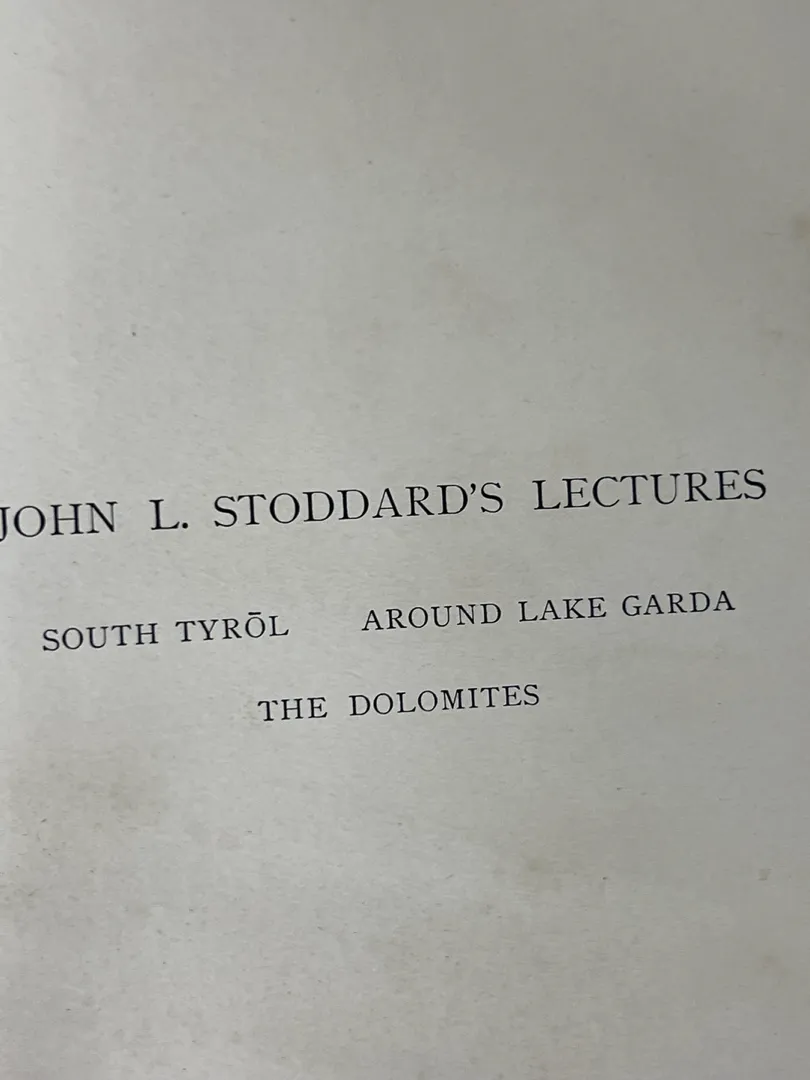 JOHN L. STODDARD'S LECTURES
SOUTH TYRŌL AROUND LAKE GARDA
THE DOLOMITES